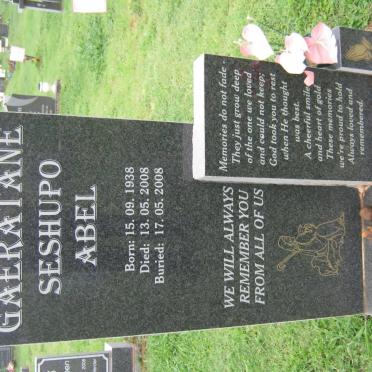 GAERATANE
SESHUPO
ABEL
Born: 15. 09. 1938
Died: 13. 05. 2008
Buried: 17. 05. 2008
WE WILL ALWAYS
REMEMBER YOU
FROM ALL OF US
Memories do not fade -
They just grow deep
of the one we loved
and could not keep,
God took you to rest
when He thought
was best.
A cheerful smile
and heart of gold
These memories
we're proud to hold
Always loved and
remembered.